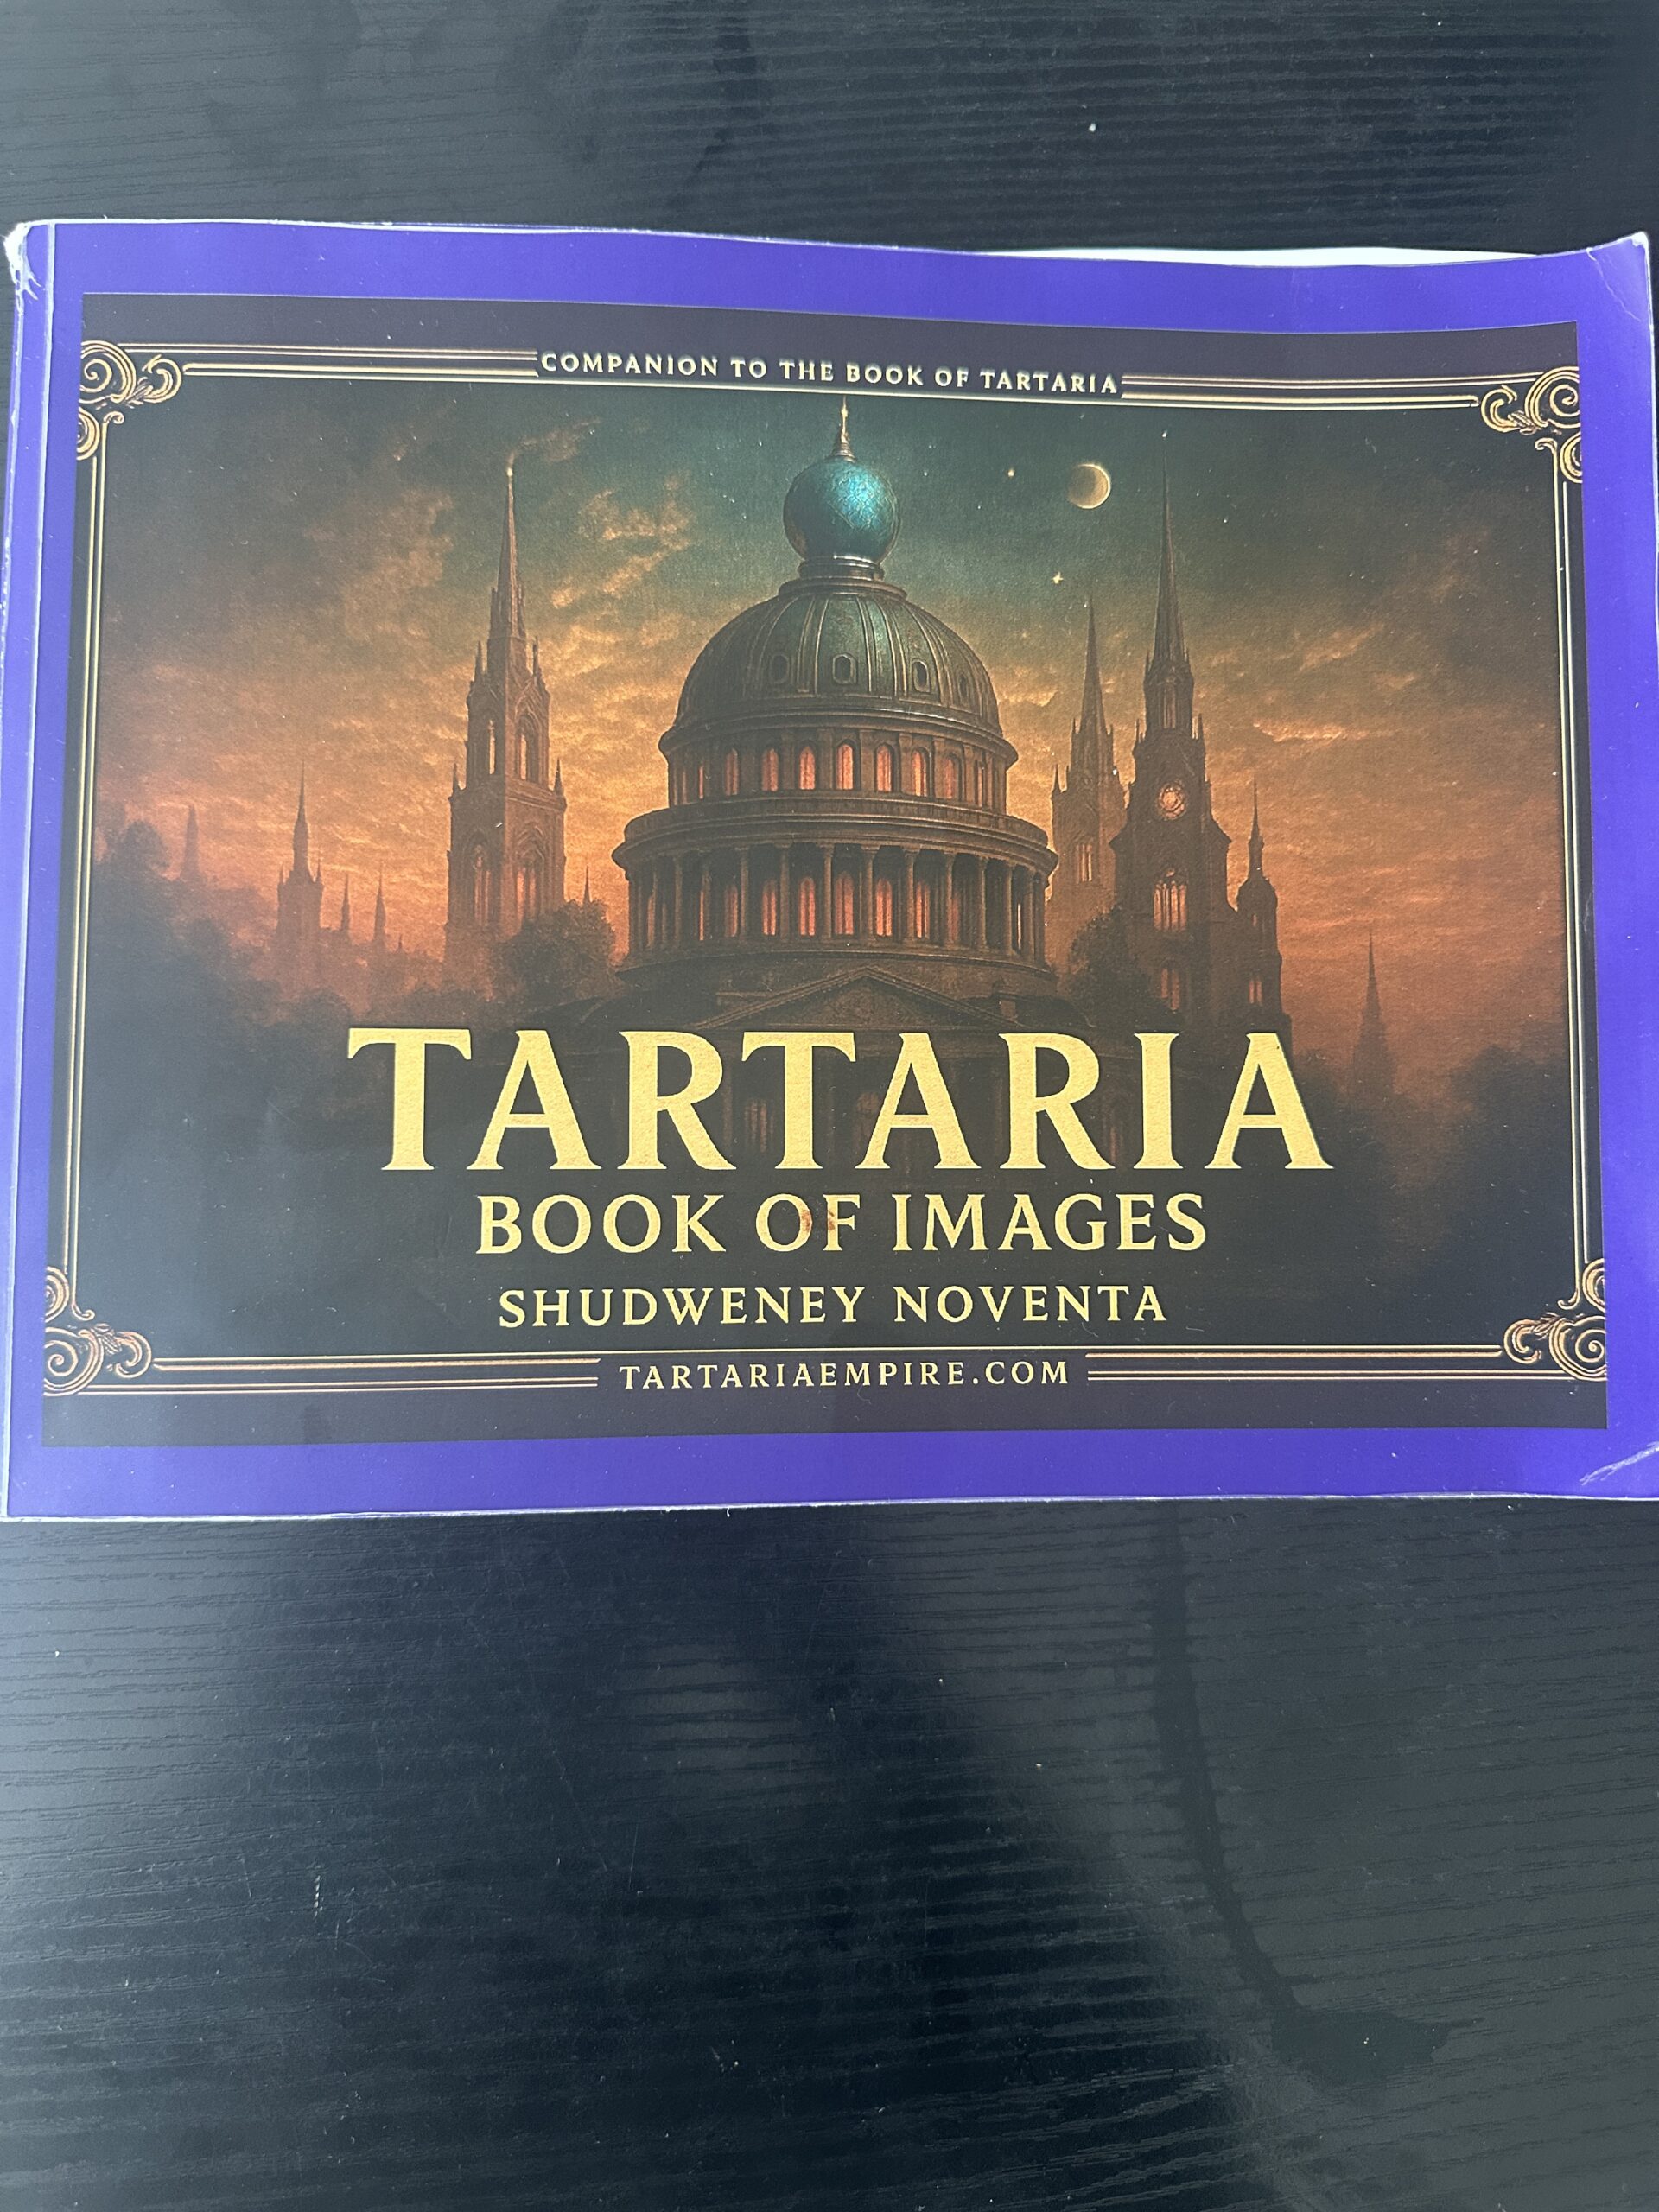 COMPANION TO THE BOOK OF TARTARIA
TARTARIA
BOOK OF IMAGES
SHUDWENEY NOVENTA
TARTARIAEMPIRE.COM